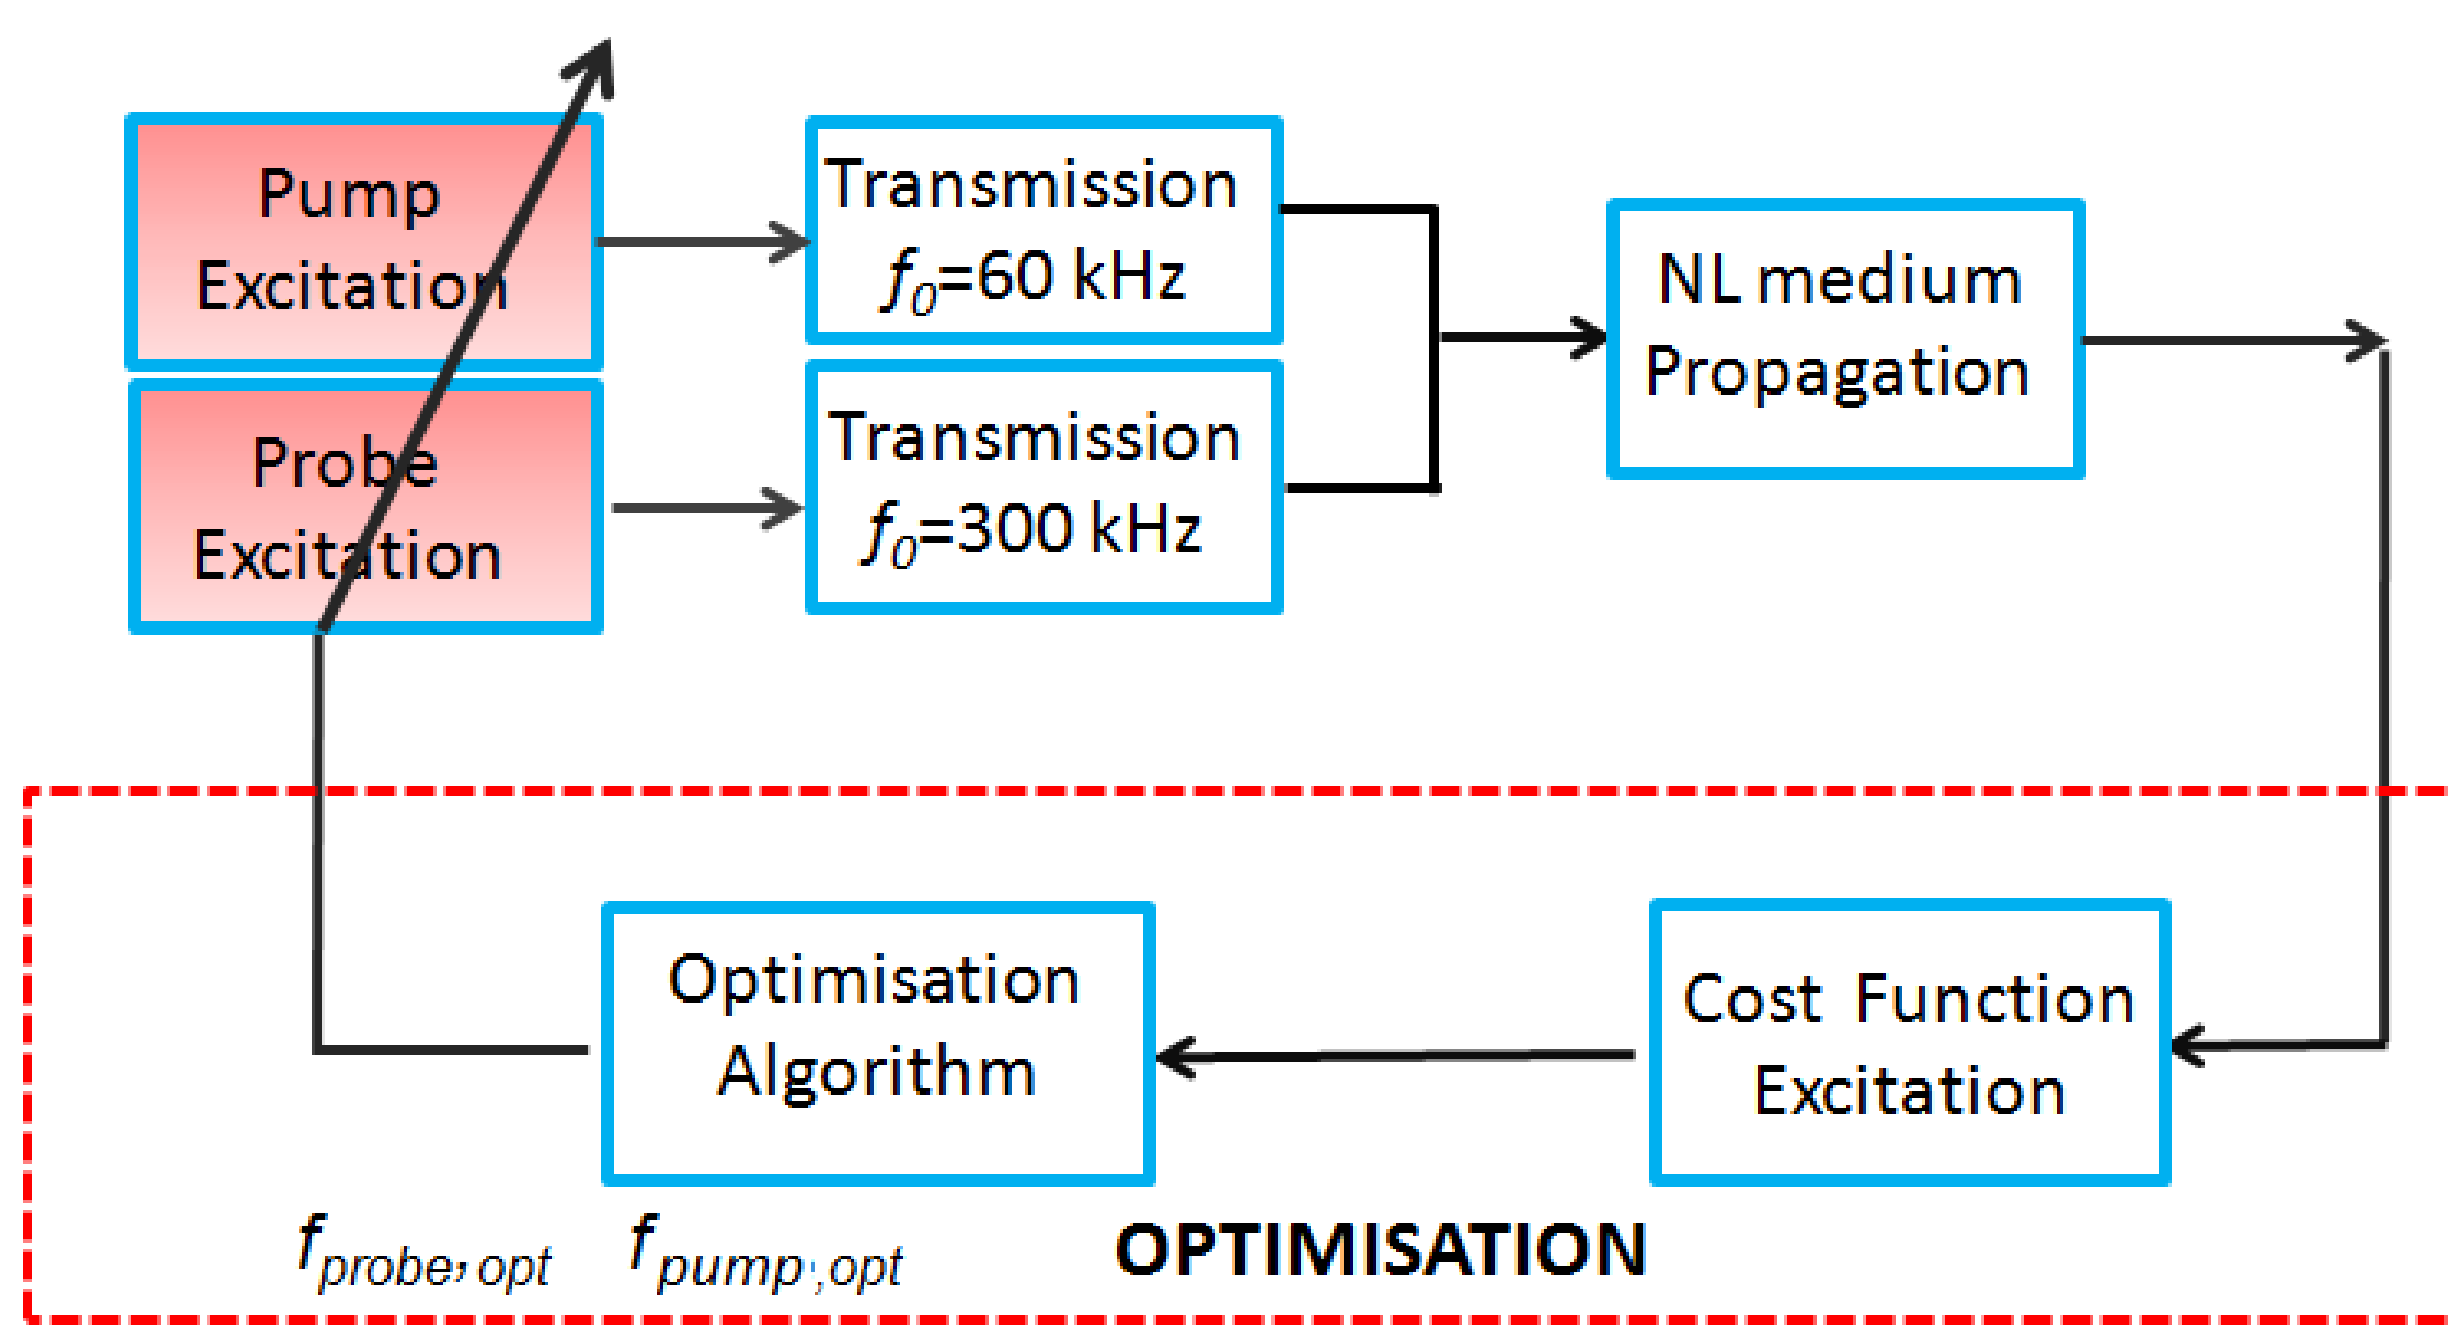 Pump
Excitation
Probe
Excitation
Transmission
f0=60 kHz
Transmission
f0=300 kHz
NL medium
Propagation
Optimisation
Algorithm
Cost Function
Excitation
fprobe, opt fpump,opt
OPTIMISATION